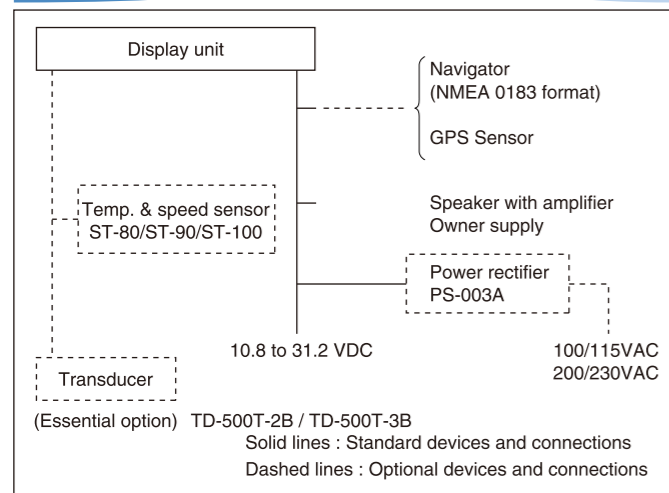 Display unit
Navigator
(NMEA 0183 format)
GPS Sensor
Temp. & speed sensor
ST-80/ST-90/ST-100
Speaker with amplifier
Owner supply
Power rectifier
PS-003A
10.8 to 31.2 VDC
100/115VAC
200/230VAC
Transducer
(Essential option) TD-500T-2B / TD-500T-3B
Solid lines : Standard devices and connections
Dashed lines : Optional devices and connections